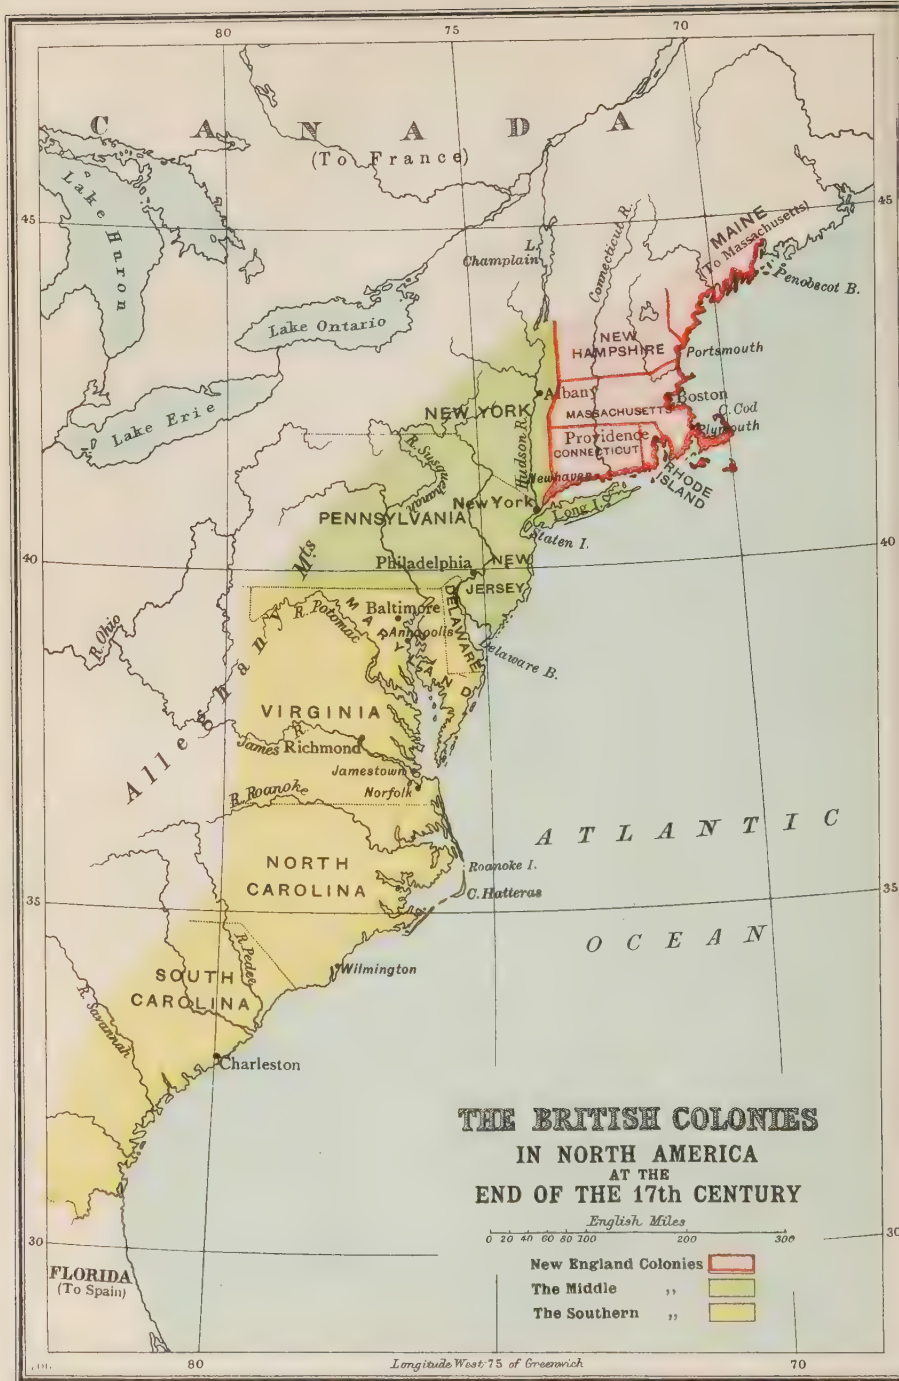 80
75
70
C A N A D A
(To France)
Lake Huron
45
45
L. Champlain
Connecticut R.
MAINE
(To Massachusetts)
Penobscot B.
Lake Ontario
NEW HAMPSHIRE
Portsmouth
Lake Erie
Albany
Boston
C. Cod
NEW YORK
MASSACHUSETTS
Plymouth
Hudson R.
Providence
CONNECTICUT
R. Susquehanah
Newhaven
RHODE ISLAND
New York
Long I.
PENNSYLVANIA
Staten I.
40
40
Philadelphia
NEW JERSEY
Alleghany Mts
DELAWARE
R. Ohio
R. Potomac
MARYLAND
Baltimore
Annapolis
Delaware B.
VIRGINIA
James R.
Richmond
Jamestown
Norfolk
R. Roanoke
ATLANTIC
OCEAN
NORTH CAROLINA
Roanoke I.
C. Hatteras
35
35
R. Pedee
Wilmington
SOUTH CAROLINA
R. Savannah
Charleston
THE BRITISH COLONIES
IN NORTH AMERICA
AT THE
END OF THE 17th CENTURY
English Miles
0 20 40 60 80 100 200 300
30
30
New England Colonies
The Middle ,,
The Southern ,,
FLORIDA
(To Spain)
80
Longitude West 75 of Greenwich
70